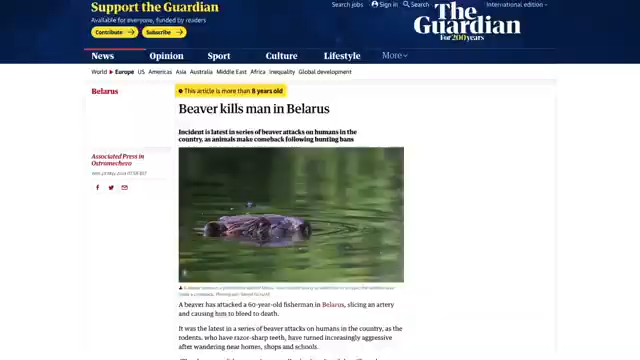 Support the Guardian
Available for everyone, funded by readers
Contribute → Subscribe →
Search jobs Sign in Search International edition
The Guardian
For 200 years
News Opinion Sport Culture Lifestyle More
World Europe US Americas Asia Australia Middle East Africa Inequality Global development
Belarus
This article is more than 8 years old
Beaver kills man in Belarus
Incident is latest in series of beaver attacks on humans in the
country, as animals make comeback following hunting bans
Associated Press in
Ostromechevo
A beaver has attacked a 60-year-old fisherman in Belarus, slicing an artery
and causing him to bleed to death.
It was the latest in a series of beaver attacks on humans in the country, as the
rodents, who have razor-sharp teeth, have turned increasingly aggressive
after wandering near homes, shops and schools.